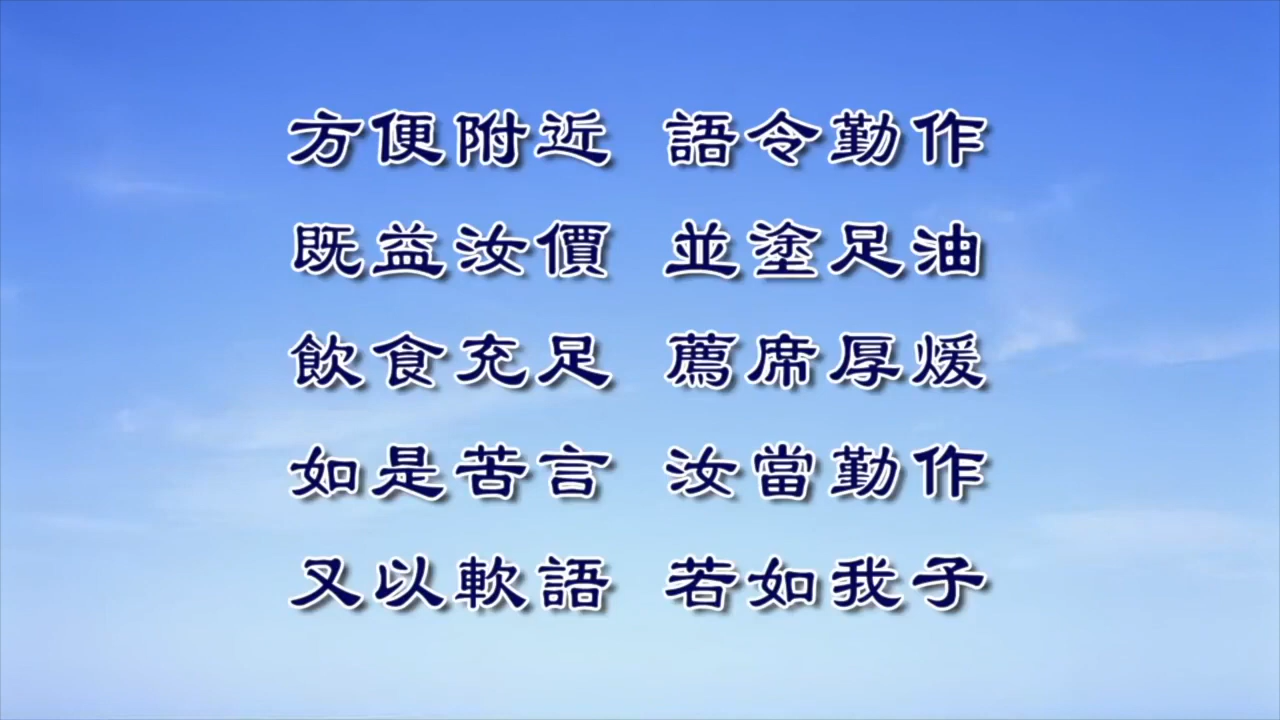 方便附近 語令勤作
既益汝價 並塗足油
飲食充足 薦席厚煖
如是苦言 汝當勤作
又以軟語 若如我子